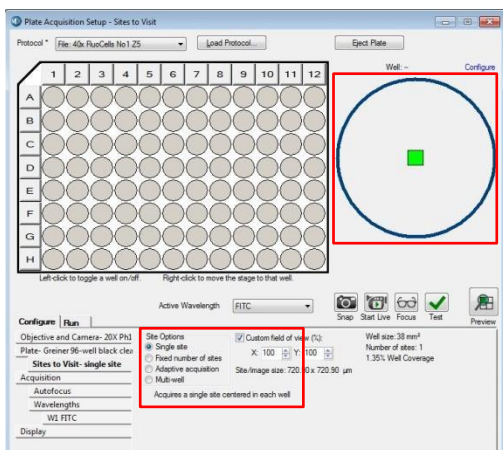 Plate Acquisition Setup - Sites to Visit
Protocol * File: 40x FluoCells No1 Z5 Load Protocol... Eject Plate
Well: -- Configure
1 2 3 4 5 6 7 8 9 10 11 12
A
B
C
D
E
F
G
H
Left-click to toggle a well on/off. Right-click to move the stage to that well.
Active Wavelength FITC
Snap Start Live Focus Test Preview
Configure Run
Objective and Camera- 20X Ph1
Plate- Greiner 96-well black clea
Sites to Visit- single site
Acquisition
Autofocus
Wavelengths
W1 FITC
Display
Site Options
Single site
Fixed number of sites
Adaptive acquisition
Multi-well
Acquires a single site centered in each well
Custom field of view (%):
X: 100 Y: 100
Site/Image size: 720.90 x 720.90 µm
Well size: 38 mm²
Number of sites: 1
1.35% Well Coverage